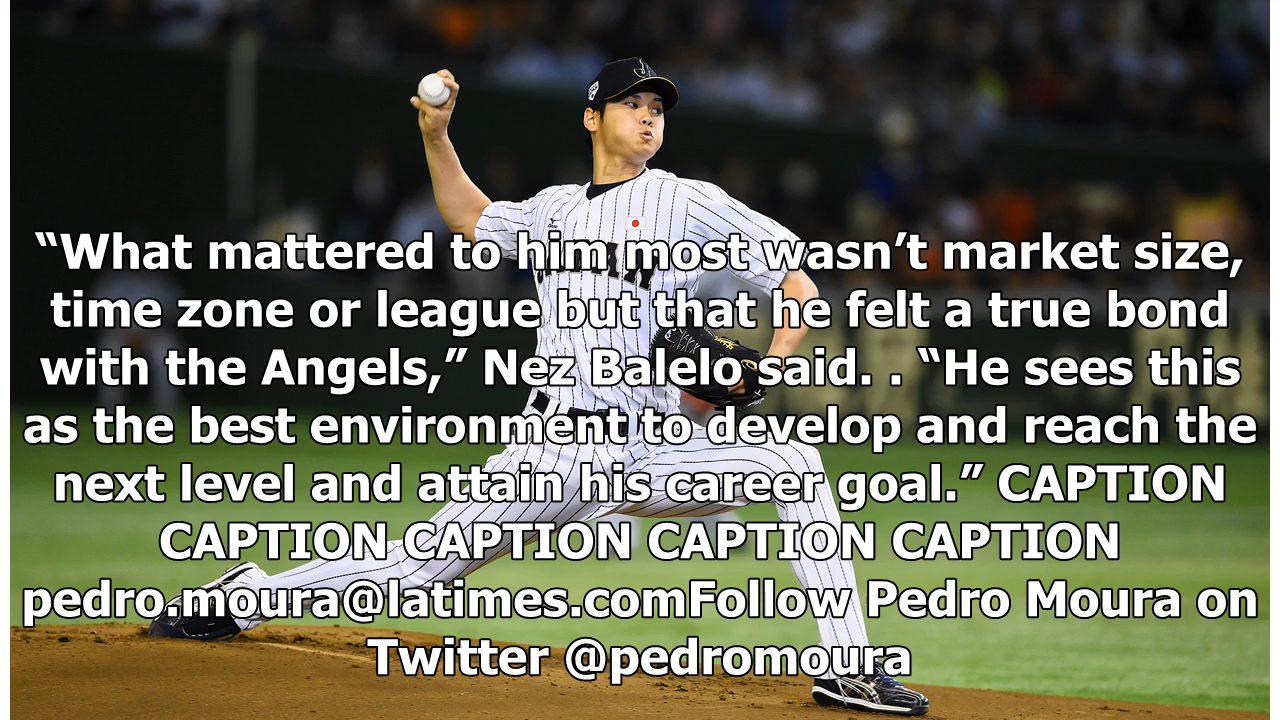 “What mattered to him most wasn’t market size,
time zone or league but that he felt a true bond
with the Angels,” Nez Balelo said. . “He sees this
as the best environment to develop and reach the
next level and attain his career goal.” CAPTION
CAPTION CAPTION CAPTION CAPTION
pedro.moura@latimes.comFollow Pedro Moura on
Twitter @pedromoura